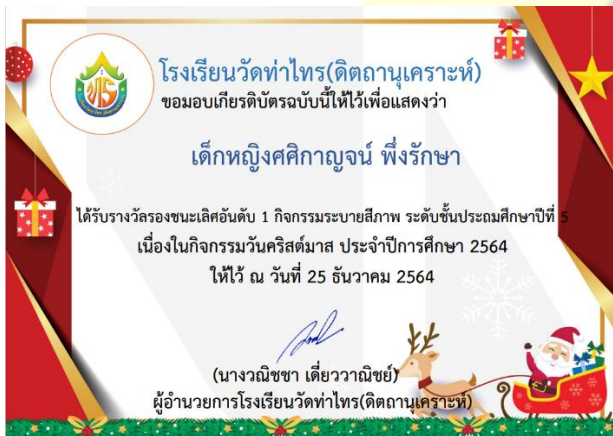 โรงเรียนวัดท่าไทร(ดิตถานุเคราะห์)
ขอมอบเกียรติบัตรฉบับนี้ให้ไว้เพื่อแสดงว่า
เด็กหญิงศศิกาญจน์ พึ่งรักษา
ได้รับรางวัลรองชนะเลิศอันดับ 1 กิจกรรมระบายสีภาพ ระดับชั้นประถมศึกษาปีที่ 5
เนื่องในกิจกรรมวันคริสต์มาส ประจำปีการศึกษา 2564
ให้ไว้ ณ วันที่ 25 ธันวาคม 2564
(นางวณิชชา เดี่ยววาณิชย์)
ผู้อำนวยการโรงเรียนวัดท่าไทร(ดิตถานุเคราะห์)